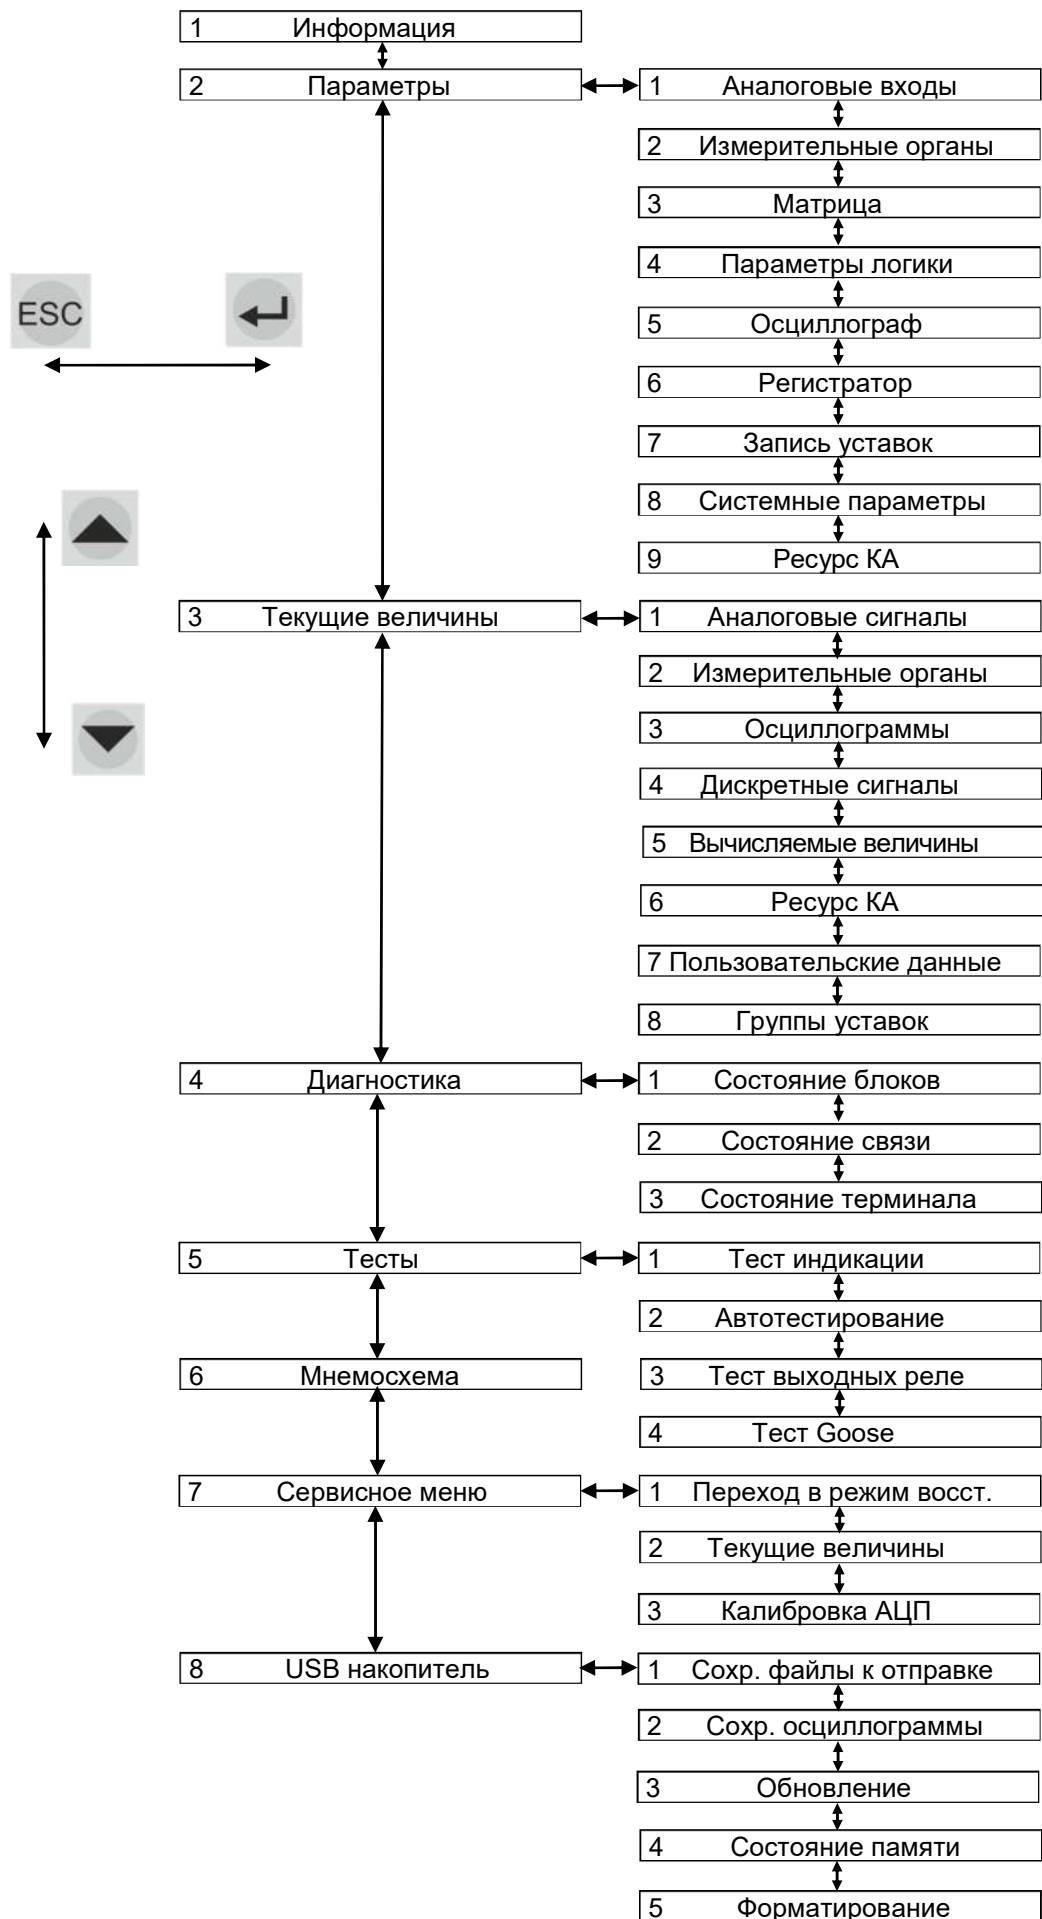 1 Информация
2 Параметры
1 Аналоговые входы
2 Измерительные органы
3 Матрица
4 Параметры логики
ESC
5 Осциллограф
6 Регистратор
7 Запись уставок
8 Системные параметры
9 Ресурс КА
3 Текущие величины
1 Аналоговые сигналы
2 Измерительные органы
3 Осциллограммы
4 Дискретные сигналы
5 Вычисляемые величины
6 Ресурс КА
7 Пользовательские данные
8 Группы уставок
4 Диагностика
1 Состояние блоков
2 Состояние связи
3 Состояние терминала
5 Тесты
1 Тест индикации
2 Автотестирование
3 Тест выходных реле
4 Тест Goose
6 Мнемосхема
7 Сервисное меню
1 Переход в режим восст.
2 Текущие величины
3 Калибровка АЦП
8 USB накопитель
1 Сохр. файлы к отправке
2 Сохр. осциллограммы
3 Обновление
4 Состояние памяти
5 Форматирование